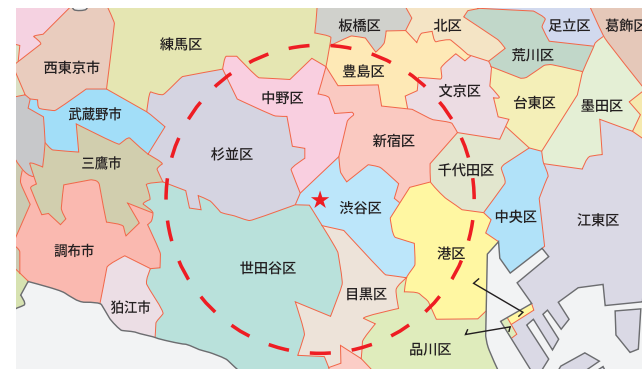 板橋区
北区
足立区
葛飾区
練馬区
荒川区
西東京市
豊島区
文京区
中野区
台東区
墨田区
武蔵野市
新宿区
杉並区
三鷹市
千代田区
渋谷区
中央区
江東区
調布市
港区
世田谷区
目黒区
狛江市
品川区